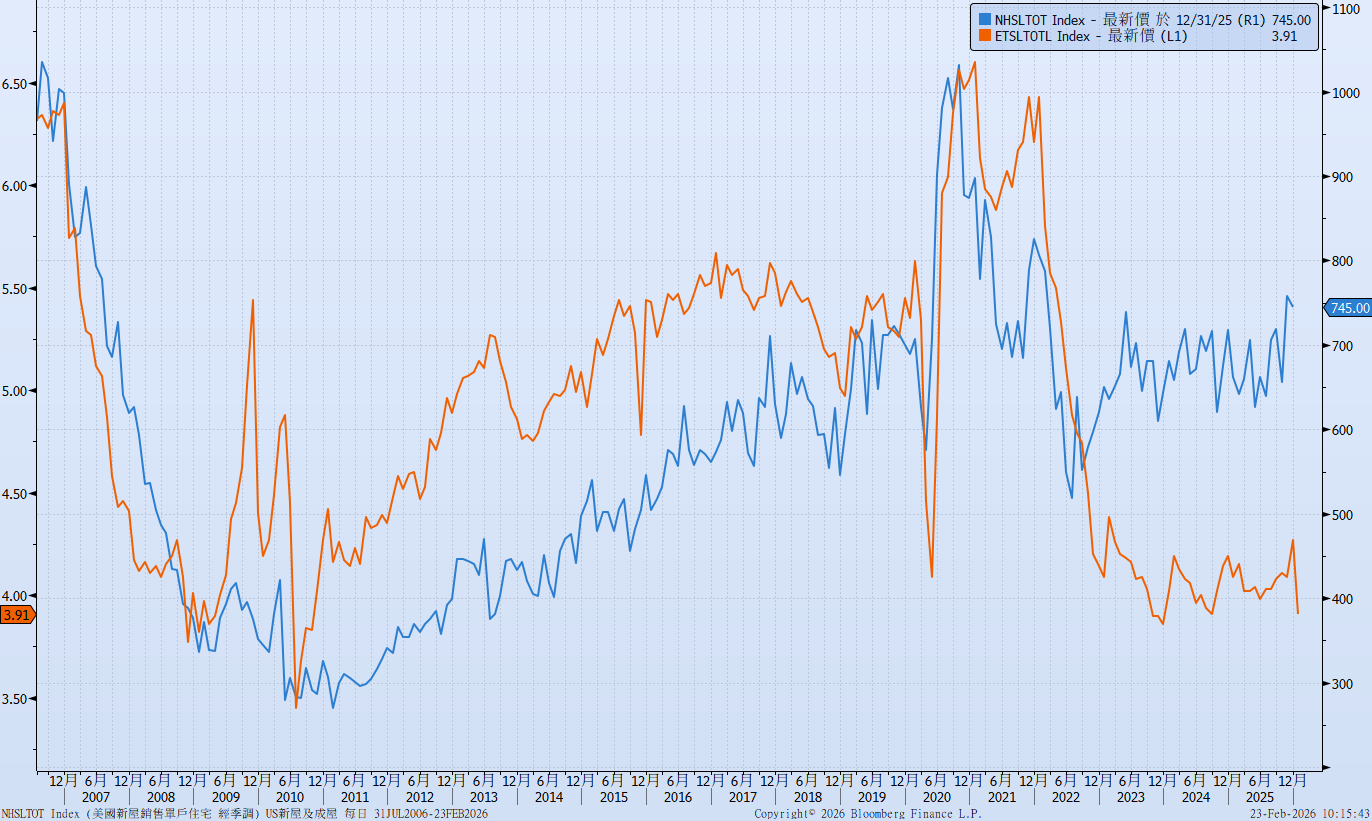 NHSLTOT Index - 最新價 於 12/31/25 (R1) 745.00
ETSLTOTL Index - 最新價 (L1) 3.91
1100
6.50
1000
900
6.00
800
5.50
745.00
700
5.00
600
4.50
500
4.00
400
3.91
3.50
300
12月 6月 12月 6月 12月 6月 12月 6月 12月 6月 12月 6月 12月 6月 12月 6月 12月 6月 12月 6月 12月 6月 12月 6月 12月 6月 12月 6月 12月 6月 12月 6月 12月 6月 12月 6月 12月 6月 12月
2007 2008 2009 2010 2011 2012 2013 2014 2015 2016 2017 2018 2019 2020 2021 2022 2023 2024 2025
NHSLTOT Index (美國新屋銷售單戶住宅 經季調) US新屋及成屋 每日 31JUL2006-23FEB2026
Copyright© 2026 Bloomberg Finance L.P.
23-Feb-2026 10:15:43